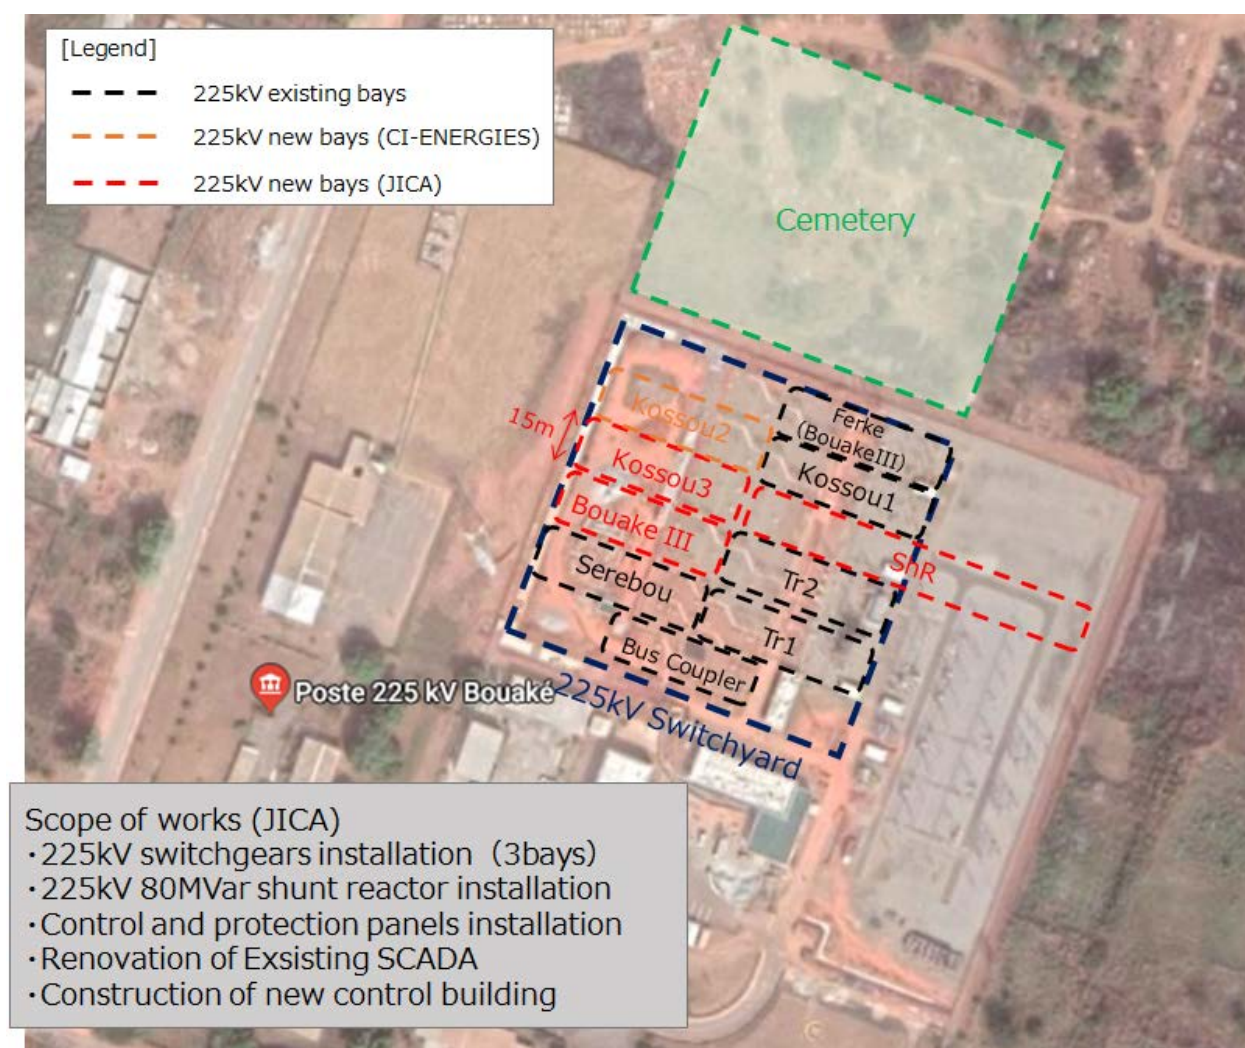 [Legend]
225kV existing bays
225kV new bays (CI-ENERGIES)
225kV new bays (JICA)
Cemetery
15m
Kossou2
Ferke
(BouakeIII)
Kossou3
Kossou1
Bouake III
ShR
Serebou
Tr2
Tr1
Bus Coupler
Poste 225 kV Bouaké
225kV Switchyard
Scope of works (JICA)
・225kV switchgears installation（3bays）
・225kV 80MVar shunt reactor installation
・Control and protection panels installation
・Renovation of Exsisting SCADA
・Construction of new control building